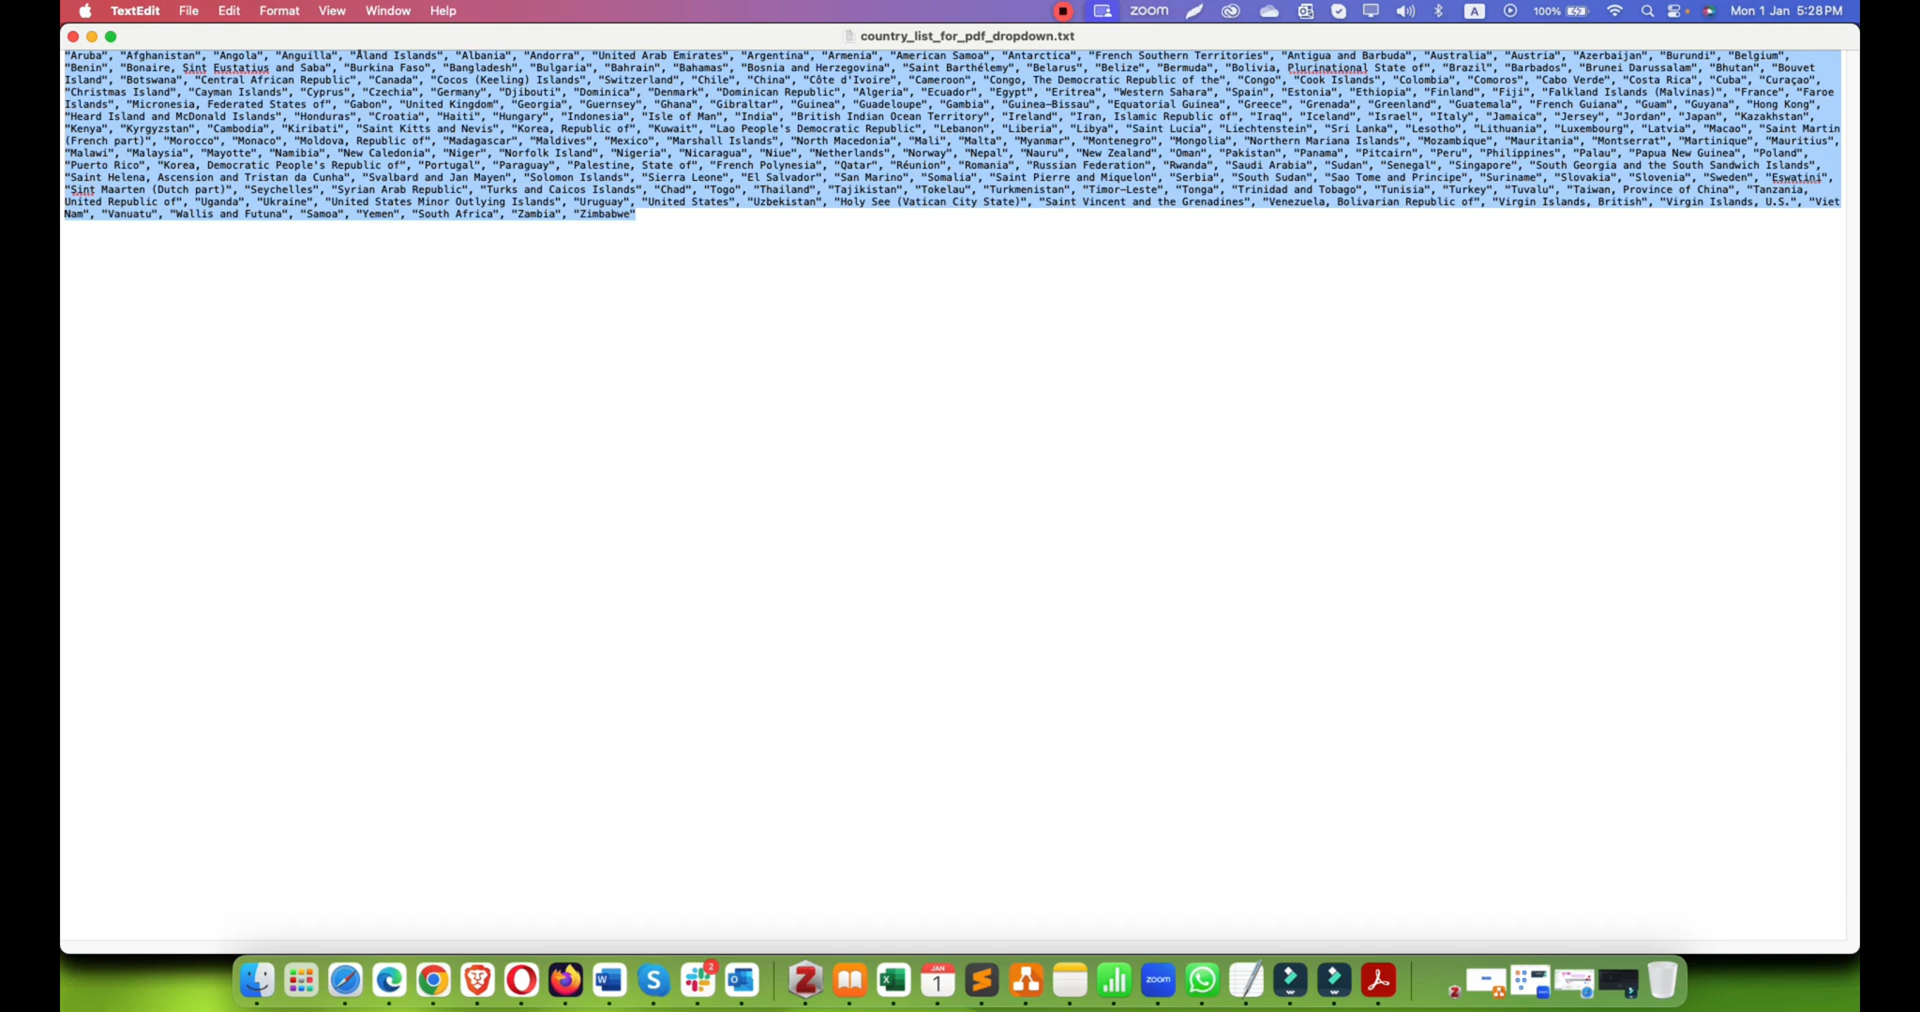 TextEdit File Edit Format View Window Help zoom A 100% Mon 1 Jan 5:28 PM
country_list_for_pdf_dropdown.txt
"Aruba", "Afghanistan", "Angola", "Anguilla", "Åland Islands", "Albania", "Andorra", "United Arab Emirates", "Argentina", "Armenia", "American Samoa", "Antarctica", "French Southern Territories", "Antigua and Barbuda", "Australia", "Austria", "Azerbaijan", "Burundi", "Belgium",
"Benin", "Bonaire, Sint Eustatius and Saba", "Burkina Faso", "Bangladesh", "Bulgaria", "Bahrain", "Bahamas", "Bosnia and Herzegovina", "Saint Barthélemy", "Belarus", "Belize", "Bermuda", "Bolivia, Plurinational State of", "Brazil", "Barbados", "Brunei Darussalam", "Bhutan", "Bouvet
Island", "Botswana", "Central African Republic", "Canada", "Cocos (Keeling) Islands", "Switzerland", "Chile", "China", "Côte d'Ivoire", "Cameroon", "Congo, The Democratic Republic of the", "Congo", "Cook Islands", "Colombia", "Comoros", "Cabo Verde", "Costa Rica", "Cuba", "Curaçao",
"Christmas Island", "Cayman Islands", "Cyprus", "Czechia", "Germany", "Djibouti", "Dominica", "Denmark", "Dominican Republic", "Algeria", "Ecuador", "Egypt", "Eritrea", "Western Sahara", "Spain", "Estonia", "Ethiopia", "Finland", "Fiji", "Falkland Islands (Malvinas)", "France", "Faroe
Islands", "Micronesia, Federated States of", "Gabon", "United Kingdom", "Georgia", "Guernsey", "Ghana", "Gibraltar", "Guinea", "Guadeloupe", "Gambia", "Guinea-Bissau", "Equatorial Guinea", "Greece", "Grenada", "Greenland", "Guatemala", "French Guiana", "Guam", "Guyana", "Hong Kong",
"Heard Island and McDonald Islands", "Honduras", "Croatia", "Haiti", "Hungary", "Indonesia", "Isle of Man", "India", "British Indian Ocean Territory", "Ireland", "Iran, Islamic Republic of", "Iraq", "Iceland", "Israel", "Italy", "Jamaica", "Jersey", "Jordan", "Japan", "Kazakhstan",
"Kenya", "Kyrgyzstan", "Cambodia", "Kiribati", "Saint Kitts and Nevis", "Korea, Republic of", "Kuwait", "Lao People's Democratic Republic", "Lebanon", "Liberia", "Libya", "Saint Lucia", "Liechtenstein", "Sri Lanka", "Lesotho", "Lithuania", "Luxembourg", "Latvia", "Macao", "Saint Martin
(French part)", "Morocco", "Monaco", "Moldova, Republic of", "Madagascar", "Maldives", "Mexico", "Marshall Islands", "North Macedonia", "Mali", "Malta", "Myanmar", "Montenegro", "Mongolia", "Northern Mariana Islands", "Mozambique", "Mauritania", "Montserrat", "Martinique", "Mauritius",
"Malawi", "Malaysia", "Mayotte", "Namibia", "New Caledonia", "Niger", "Norfolk Island", "Nigeria", "Nicaragua", "Niue", "Netherlands", "Norway", "Nepal", "Nauru", "New Zealand", "Oman", "Pakistan", "Panama", "Pitcairn", "Peru", "Philippines", "Palau", "Papua New Guinea", "Poland",
"Puerto Rico", "Korea, Democratic People's Republic of", "Portugal", "Paraguay", "Palestine, State of", "French Polynesia", "Qatar", "Réunion", "Romania", "Russian Federation", "Rwanda", "Saudi Arabia", "Sudan", "Senegal", "Singapore", "South Georgia and the South Sandwich Islands",
"Saint Helena, Ascension and Tristan da Cunha", "Svalbard and Jan Mayen", "Solomon Islands", "Sierra Leone", "El Salvador", "San Marino", "Somalia", "Saint Pierre and Miquelon", "Serbia", "South Sudan", "Sao Tome and Principe", "Suriname", "Slovakia", "Slovenia", "Sweden", "Eswatini",
"Sint Maarten (Dutch part)", "Seychelles", "Syrian Arab Republic", "Turks and Caicos Islands", "Chad", "Togo", "Thailand", "Tajikistan", "Tokelau", "Turkmenistan", "Timor-Leste", "Tonga", "Trinidad and Tobago", "Tunisia", "Turkey", "Tuvalu", "Taiwan, Province of China", "Tanzania,
United Republic of", "Uganda", "Ukraine", "United States Minor Outlying Islands", "Uruguay", "United States", "Uzbekistan", "Holy See (Vatican City State)", "Saint Vincent and the Grenadines", "Venezuela, Bolivarian Republic of", "Virgin Islands, British", "Virgin Islands, U.S.", "Viet
Nam", "Vanuatu", "Wallis and Futuna", "Samoa", "Yemen", "South Africa", "Zambia", "Zimbabwe"
2 JAN 1 zoom